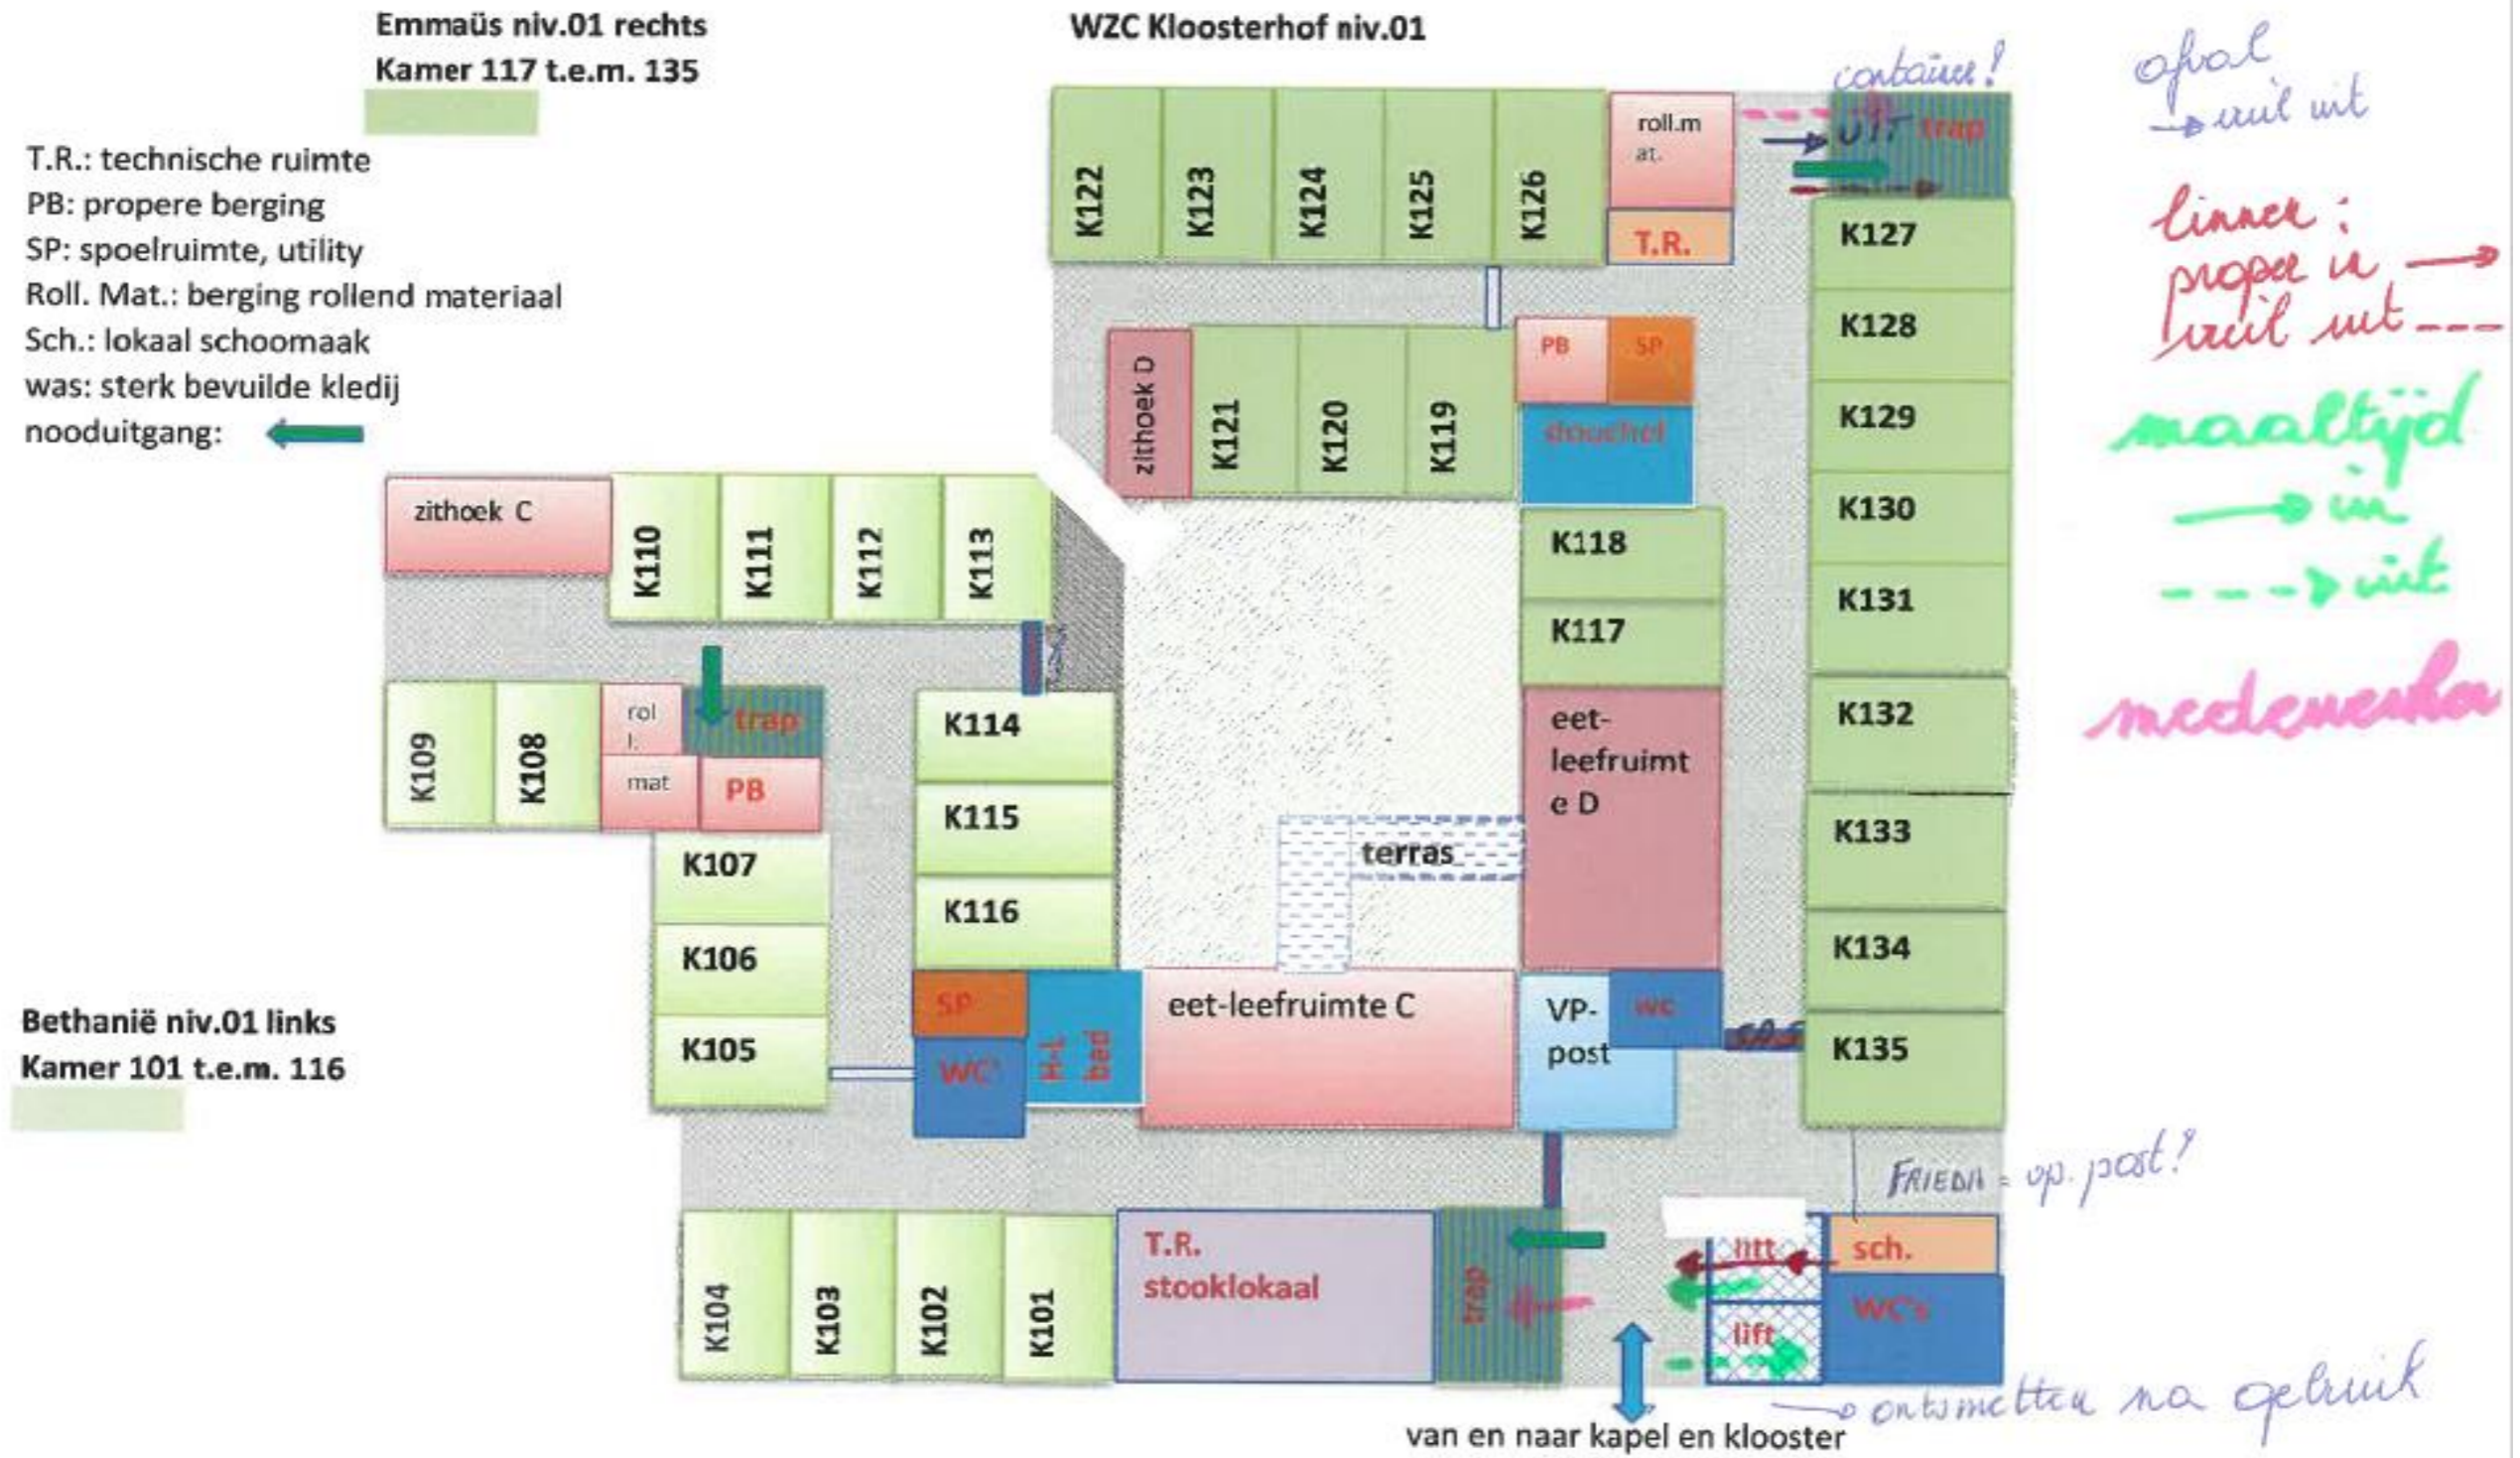 Emmaüs niv.01 rechts
Kamer 117 t.e.m. 135
WZC Kloosterhof niv.01
T.R.: technische ruimte
PB: propere berging
SP: spoelruimte, utility
Roll. Mat.: berging rollend materiaal
Sch.: lokaal schoomaak
was: sterk bevuilde kledij
nooduitgang:
container!
afval
→ vuil uit
linnen :
proper in
vuil uit ---
maaltijd
→ in
---→ uit
medewerker
K122
K123
K124
K125
K126
roll.m
at.
T.R.
UIT
trap
K127
K128
K129
K130
K131
K132
K133
K134
K135
zithoek D
K121
K120
K119
PB
SP
K118
K117
eet-
leefruimt
e D
terras
zithoek C
K110
K111
K112
K113
K109
K108
rol
l.
mat
trap
PB
K114
K115
K116
K107
K106
K105
SP
WC'
H-L
bad
eet-leefruimte C
VP-
post
WC
Bethanië niv.01 links
Kamer 101 t.e.m. 116
K104
K103
K102
K101
T.R.
stooklokaal
trap
lift
lift
sch.
WC's
FRIEDA = op. post!
→ ontsmetten na gebruik
van en naar kapel en klooster